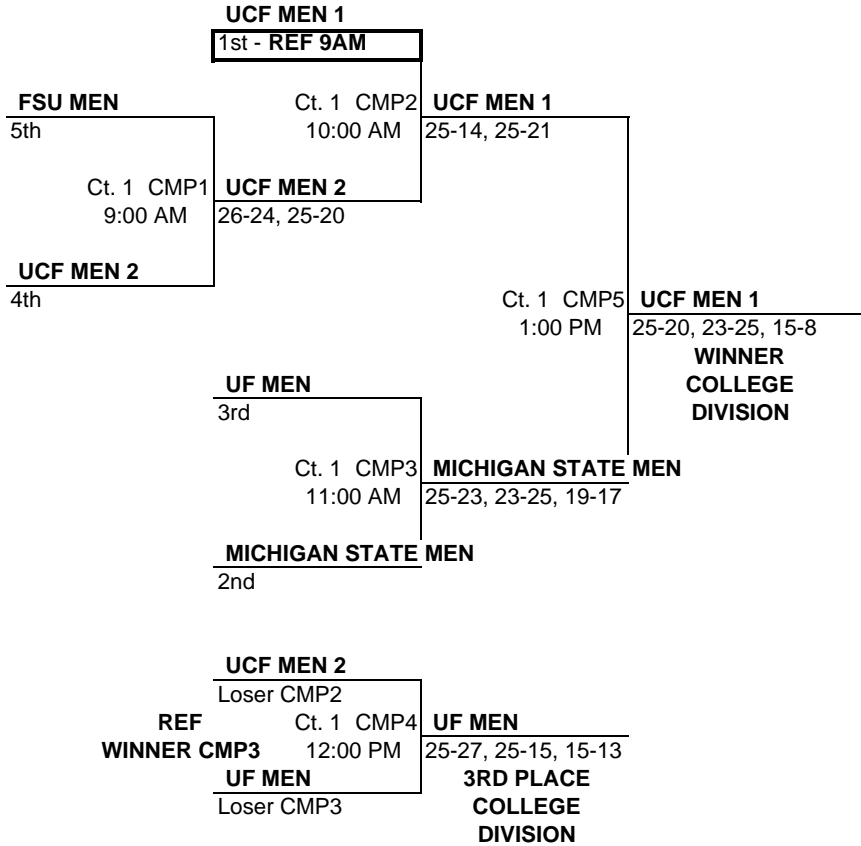 UCF MEN 1
1st - REF 9AM
FSU MEN Ct. 1 CMP2 UCF MEN 1
5th 10:00 AM 25-14, 25-21
Ct. 1 CMP1 UCF MEN 2
9:00 AM 26-24, 25-20
UCF MEN 2
4th Ct. 1 CMP5 UCF MEN 1
1:00 PM 25-20, 23-25, 15-8
WINNER
UF MEN COLLEGE
3rd DIVISION
Ct. 1 CMP3 MICHIGAN STATE MEN
11:00 AM 25-23, 23-25, 19-17
MICHIGAN STATE MEN
2nd
UCF MEN 2
Loser CMP2
REF Ct. 1 CMP4 UF MEN
WINNER CMP3 12:00 PM 25-27, 25-15, 15-13
UF MEN 3RD PLACE
Loser CMP3 COLLEGE
DIVISION